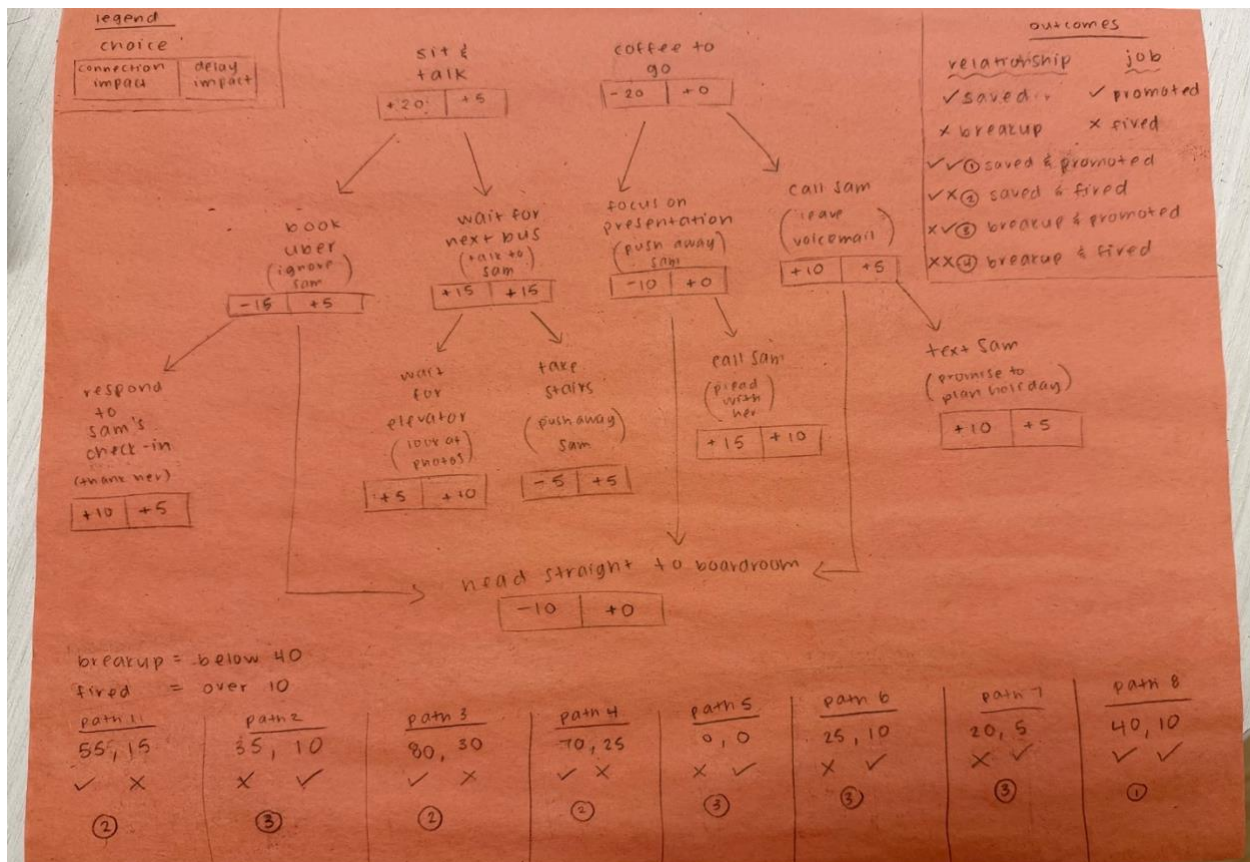 legend
choice
connection impact
delay impact
sit &
talk
+20 +5
coffee to
go
-20 +0
outcomes
relationship job
✓ saved ✓ promoted
x breakup x fired
✓✓① saved & promoted
✓x② saved & fired
x✓③ breakup & promoted
xx④ breakup & fired
book
uber
(ignore
sam)
-15 +5
wait for
next bus
(talk to
sam)
+15 +15
focus on
presentation
(push away
sam)
-10 +0
call sam
(leave
voicemail)
+10 +5
respond
to
sam's
check-in
(thank her)
+10 +5
wait
for
elevator
(look at
photos)
+5 +10
take
stairs
(push away
sam)
-5 +5
call sam
(plead
with
her)
+15 +10
text sam
(promise to
plan holiday)
+10 +5
head straight to boardroom
-10 +0
breakup = below 40
fired = over 10
path 1
55, 15
✓ x
②
path 2
35, 10
x ✓
③
path 3
80, 30
✓ x
②
path 4
70, 25
✓ x
②
path 5
0, 0
x ✓
③
path 6
25, 10
x ✓
③
path 7
20, 5
x ✓
③
path 8
40, 10
✓ ✓
①